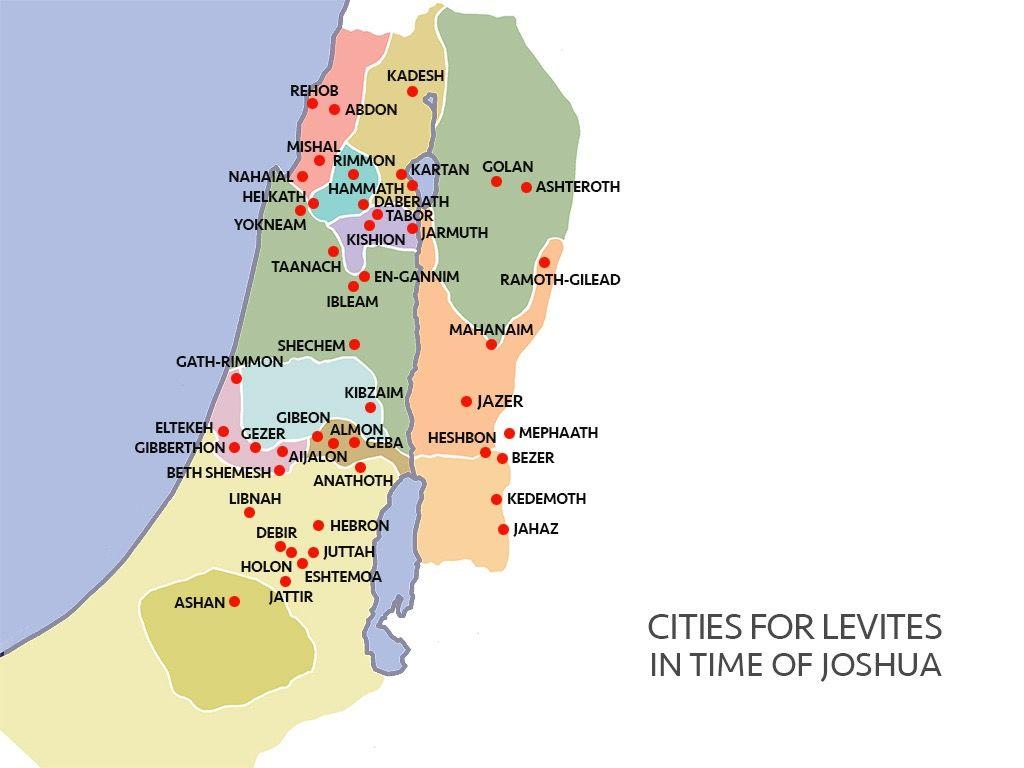 KADESH
REHOB
ABDON
MISHAL
RIMMON
KARTAN
GOLAN
NAHAIAL
HAMMATH
ASHTEROTH
HELKATH
DABERATH
TABOR
YOKNEAM
KISHION
JARMUTH
TAANACH
EN-GANNIM
RAMOTH-GILEAD
IBLEAM
MAHANAIM
SHECHEM
GATH-RIMMON
KIBZAIM
JAZER
GIBEON
ELTEKEH
GEZER
ALMON
MEPHAATH
GIBBERTHON
GEBA
HESHBON
AIJALON
BEZER
BETH SHEMESH
ANATHOTH
LIBNAH
KEDEMOTH
HEBRON
JAHAZ
DEBIR
JUTTAH
HOLON
ESHTEMOA
JATTIR
ASHAN
CITIES FOR LEVITES
IN TIME OF JOSHUA